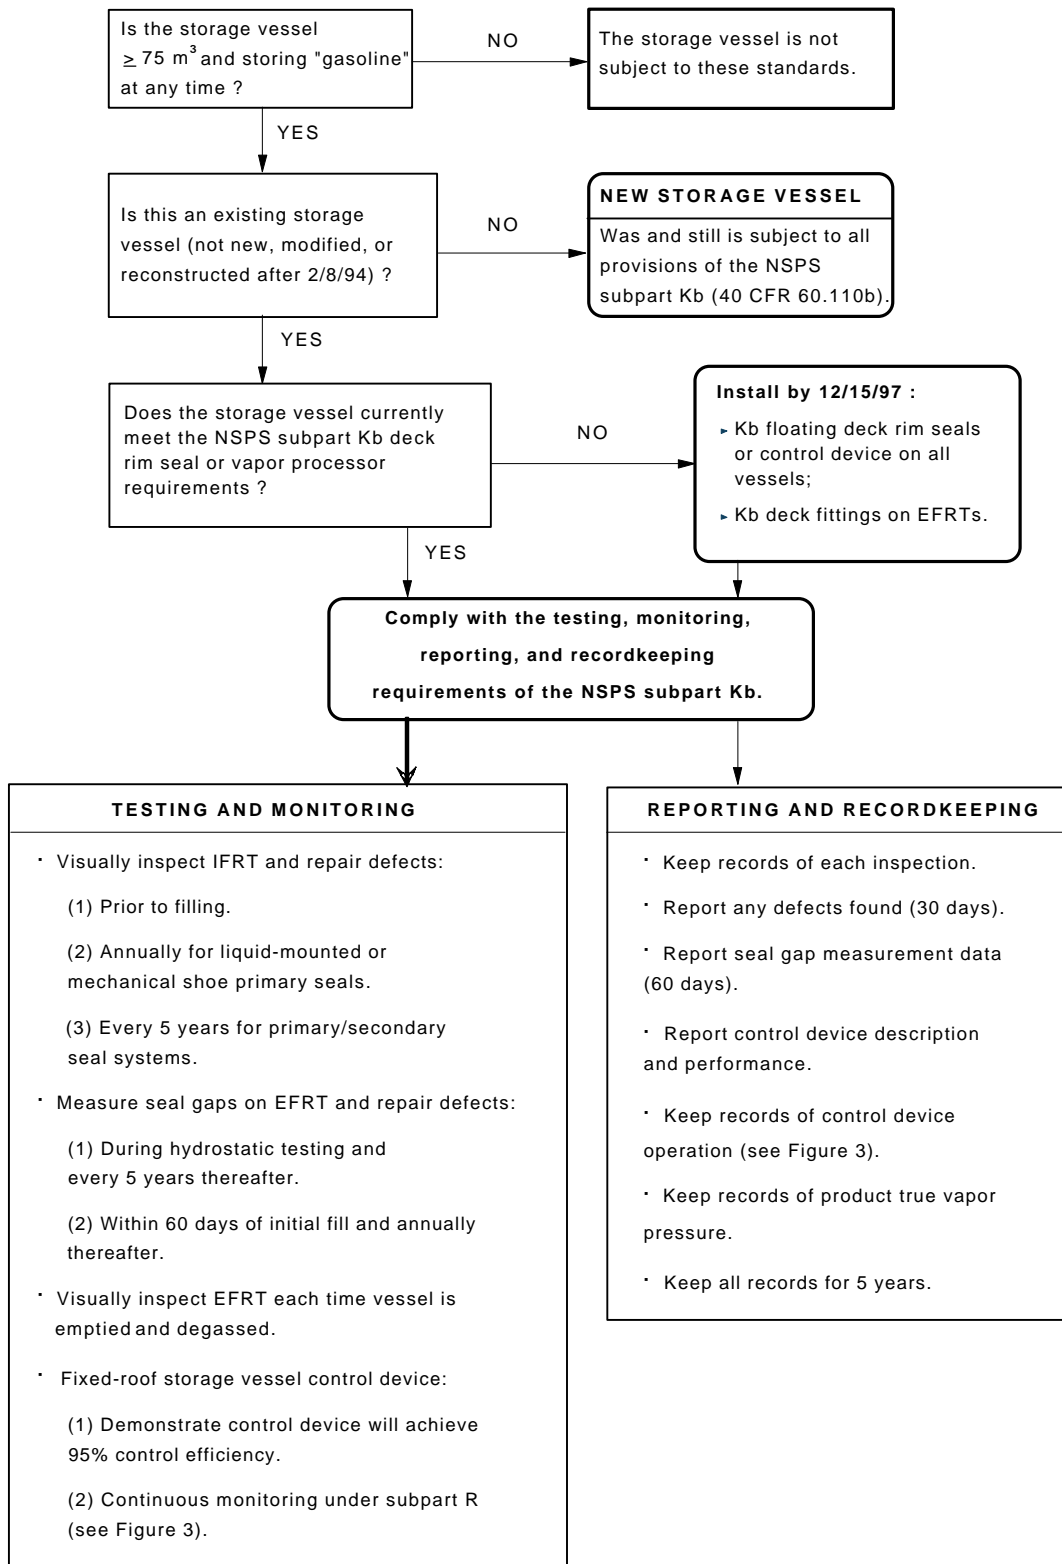 Is the storage vessel
≥ 75 m³ and storing "gasoline"
at any time ?
NO
The storage vessel is not
subject to these standards.
YES
Is this an existing storage
vessel (not new, modified, or
reconstructed after 2/8/94) ?
NO
NEW STORAGE VESSEL
Was and still is subject to all
provisions of the NSPS
subpart Kb (40 CFR 60.110b).
YES
Does the storage vessel currently
meet the NSPS subpart Kb deck
rim seal or vapor processor
requirements ?
NO
Install by 12/15/97 :
► Kb floating deck rim seals
or control device on all
vessels;
► Kb deck fittings on EFRTs.
YES
Comply with the testing, monitoring,
reporting, and recordkeeping
requirements of the NSPS subpart Kb.
TESTING AND MONITORING
· Visually inspect IFRT and repair defects:
(1) Prior to filling.
(2) Annually for liquid-mounted or
mechanical shoe primary seals.
(3) Every 5 years for primary/secondary
seal systems.
· Measure seal gaps on EFRT and repair defects:
(1) During hydrostatic testing and
every 5 years thereafter.
(2) Within 60 days of initial fill and annually
thereafter.
· Visually inspect EFRT each time vessel is
emptied and degassed.
· Fixed-roof storage vessel control device:
(1) Demonstrate control device will achieve
95% control efficiency.
(2) Continuous monitoring under subpart R
(see Figure 3).
REPORTING AND RECORDKEEPING
· Keep records of each inspection.
· Report any defects found (30 days).
· Report seal gap measurement data
(60 days).
· Report control device description
and performance.
· Keep records of control device
operation (see Figure 3).
· Keep records of product true vapor
pressure.
· Keep all records for 5 years.